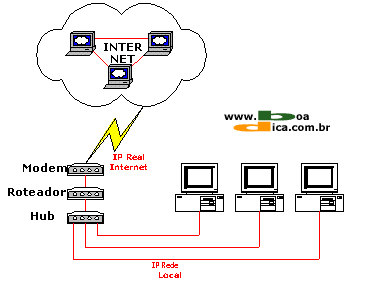 INTER
NET
www.boa
dica.com.br
IP Real
Internet
Modem
Roteador
Hub
IP Rede
Local